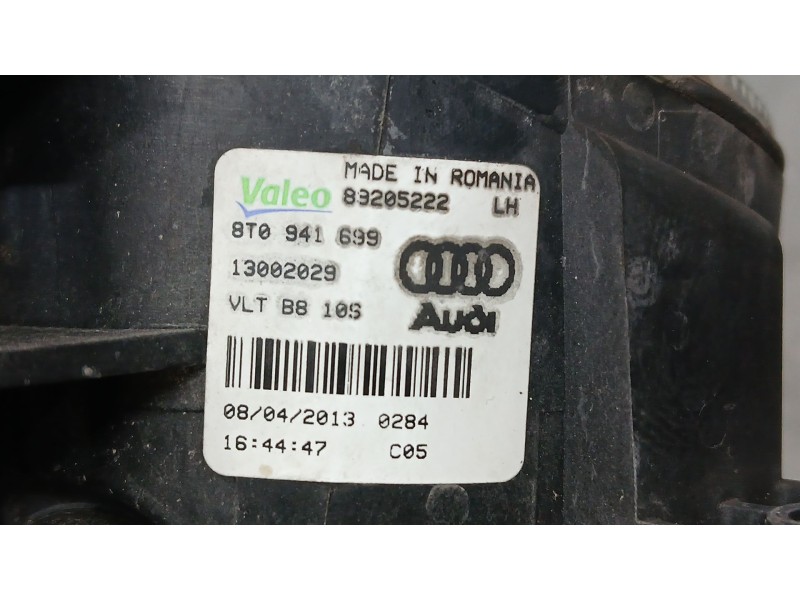 MADE IN ROMANIA
Valeo 89205222 LH
8T0 941 699
13002029
VLT B8 10S
Audi
08/04/2013 0284
16:44:47 C05